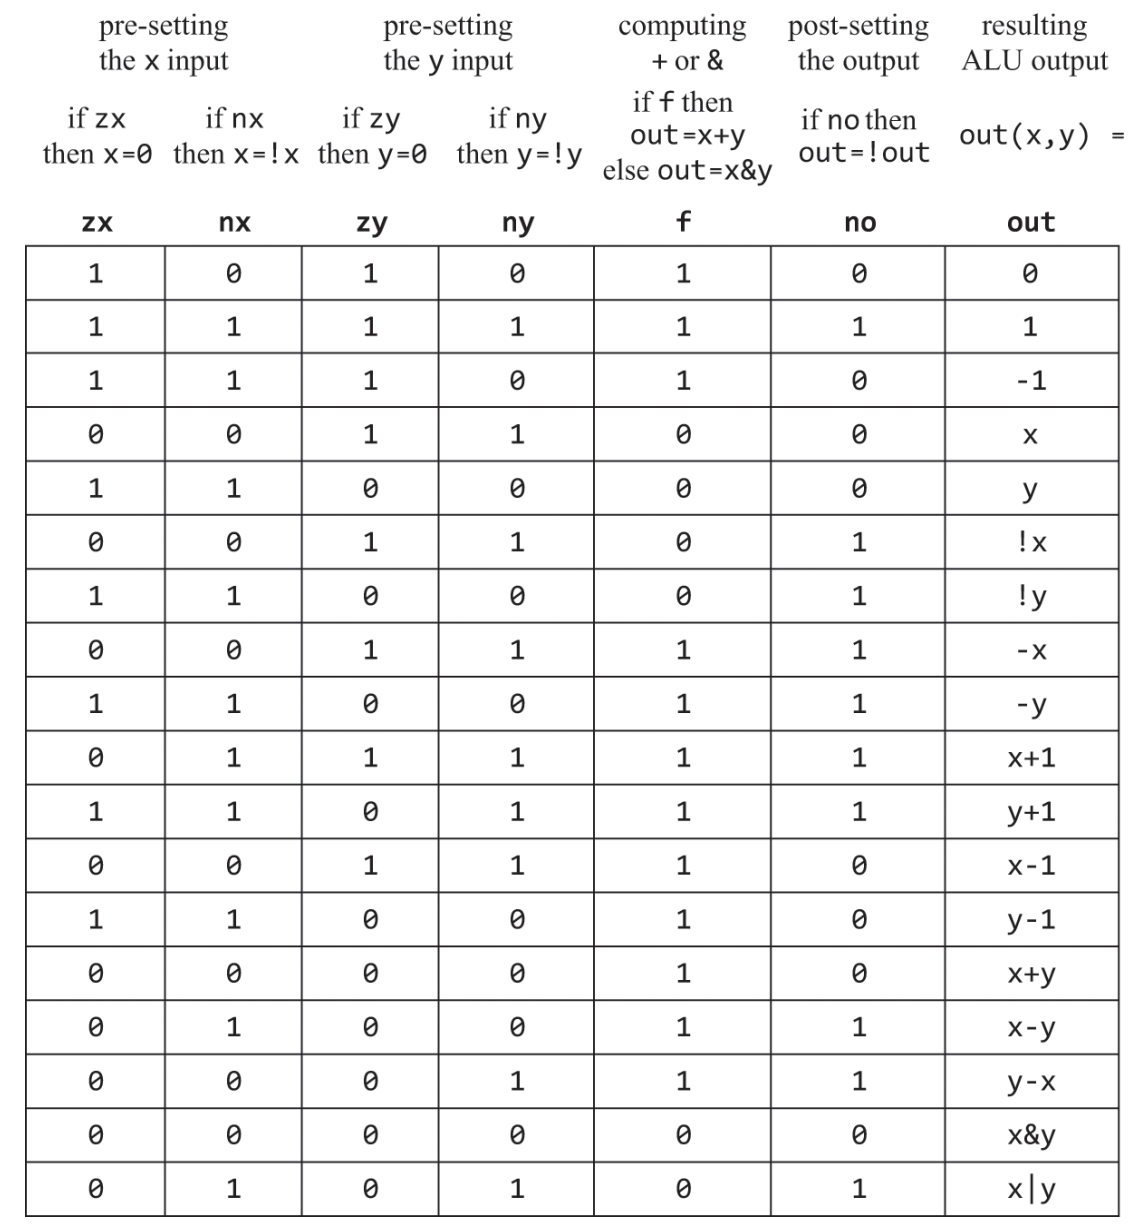 pre-setting the x input pre-setting the y input computing + or & post-setting the output resulting ALU output
if zx then x=0 if nx then x=!x if zy then y=0 if ny then y=!y if f then out=x+y else out=x&y if no then out=!out out(x,y) =
zx nx zy ny f no out
1 0 1 0 1 0 0
1 1 1 1 1 1 1
1 1 1 0 1 0 -1
0 0 1 1 0 0 x
1 1 0 0 0 0 y
0 0 1 1 0 1 !x
1 1 0 0 0 1 !y
0 0 1 1 1 1 -x
1 1 0 0 1 1 -y
0 1 1 1 1 1 x+1
1 1 0 1 1 1 y+1
0 0 1 1 1 0 x-1
1 1 0 0 1 0 y-1
0 0 0 0 1 0 x+y
0 1 0 0 1 1 x-y
0 0 0 1 1 1 y-x
0 0 0 0 0 0 x&y
0 1 0 1 0 1 x|y